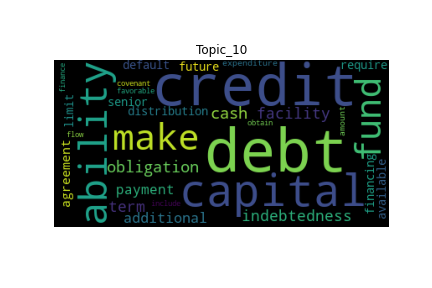 Topic_10
finance
ability
default
future
expenditure
require
covenant
favorable
credit
fund
limit
senior
distribution
cash
facility
amount
obtain
make
debt
flow
agreement
obligation
capital
financing
available
payment
term
include
additional
indebtedness